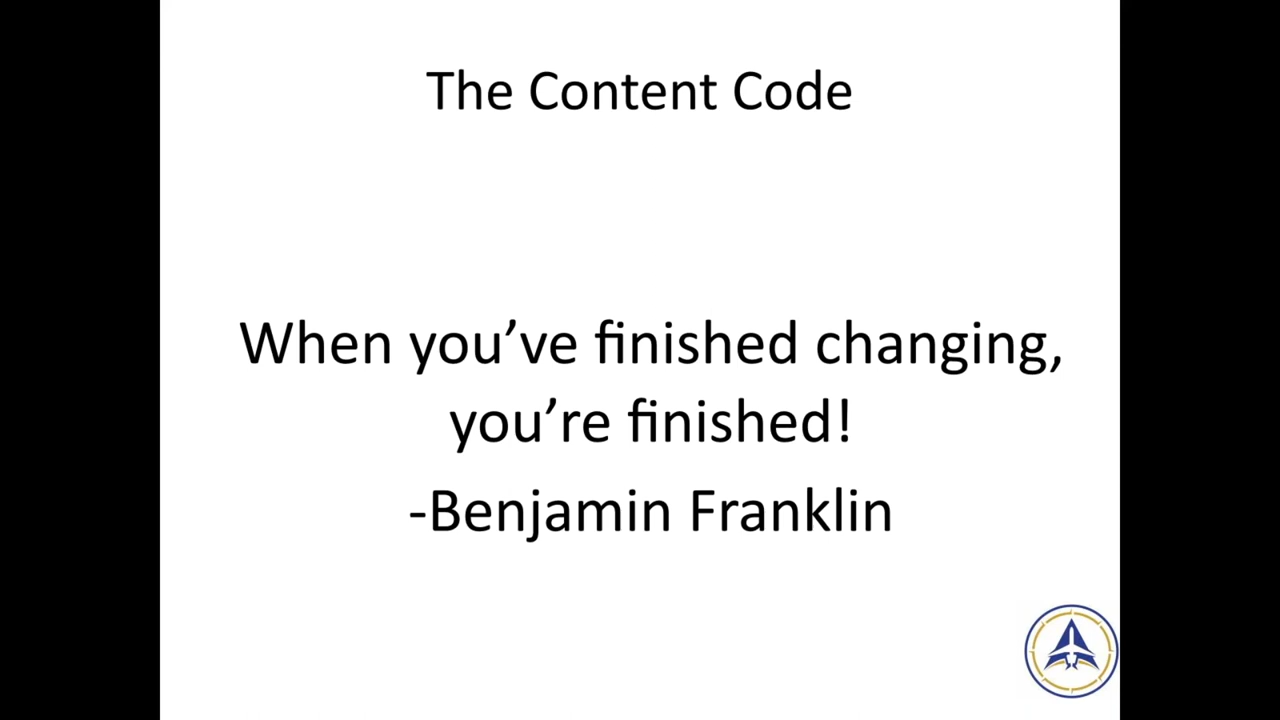 The Content Code
When you’ve finished changing,
you’re finished!
-Benjamin Franklin